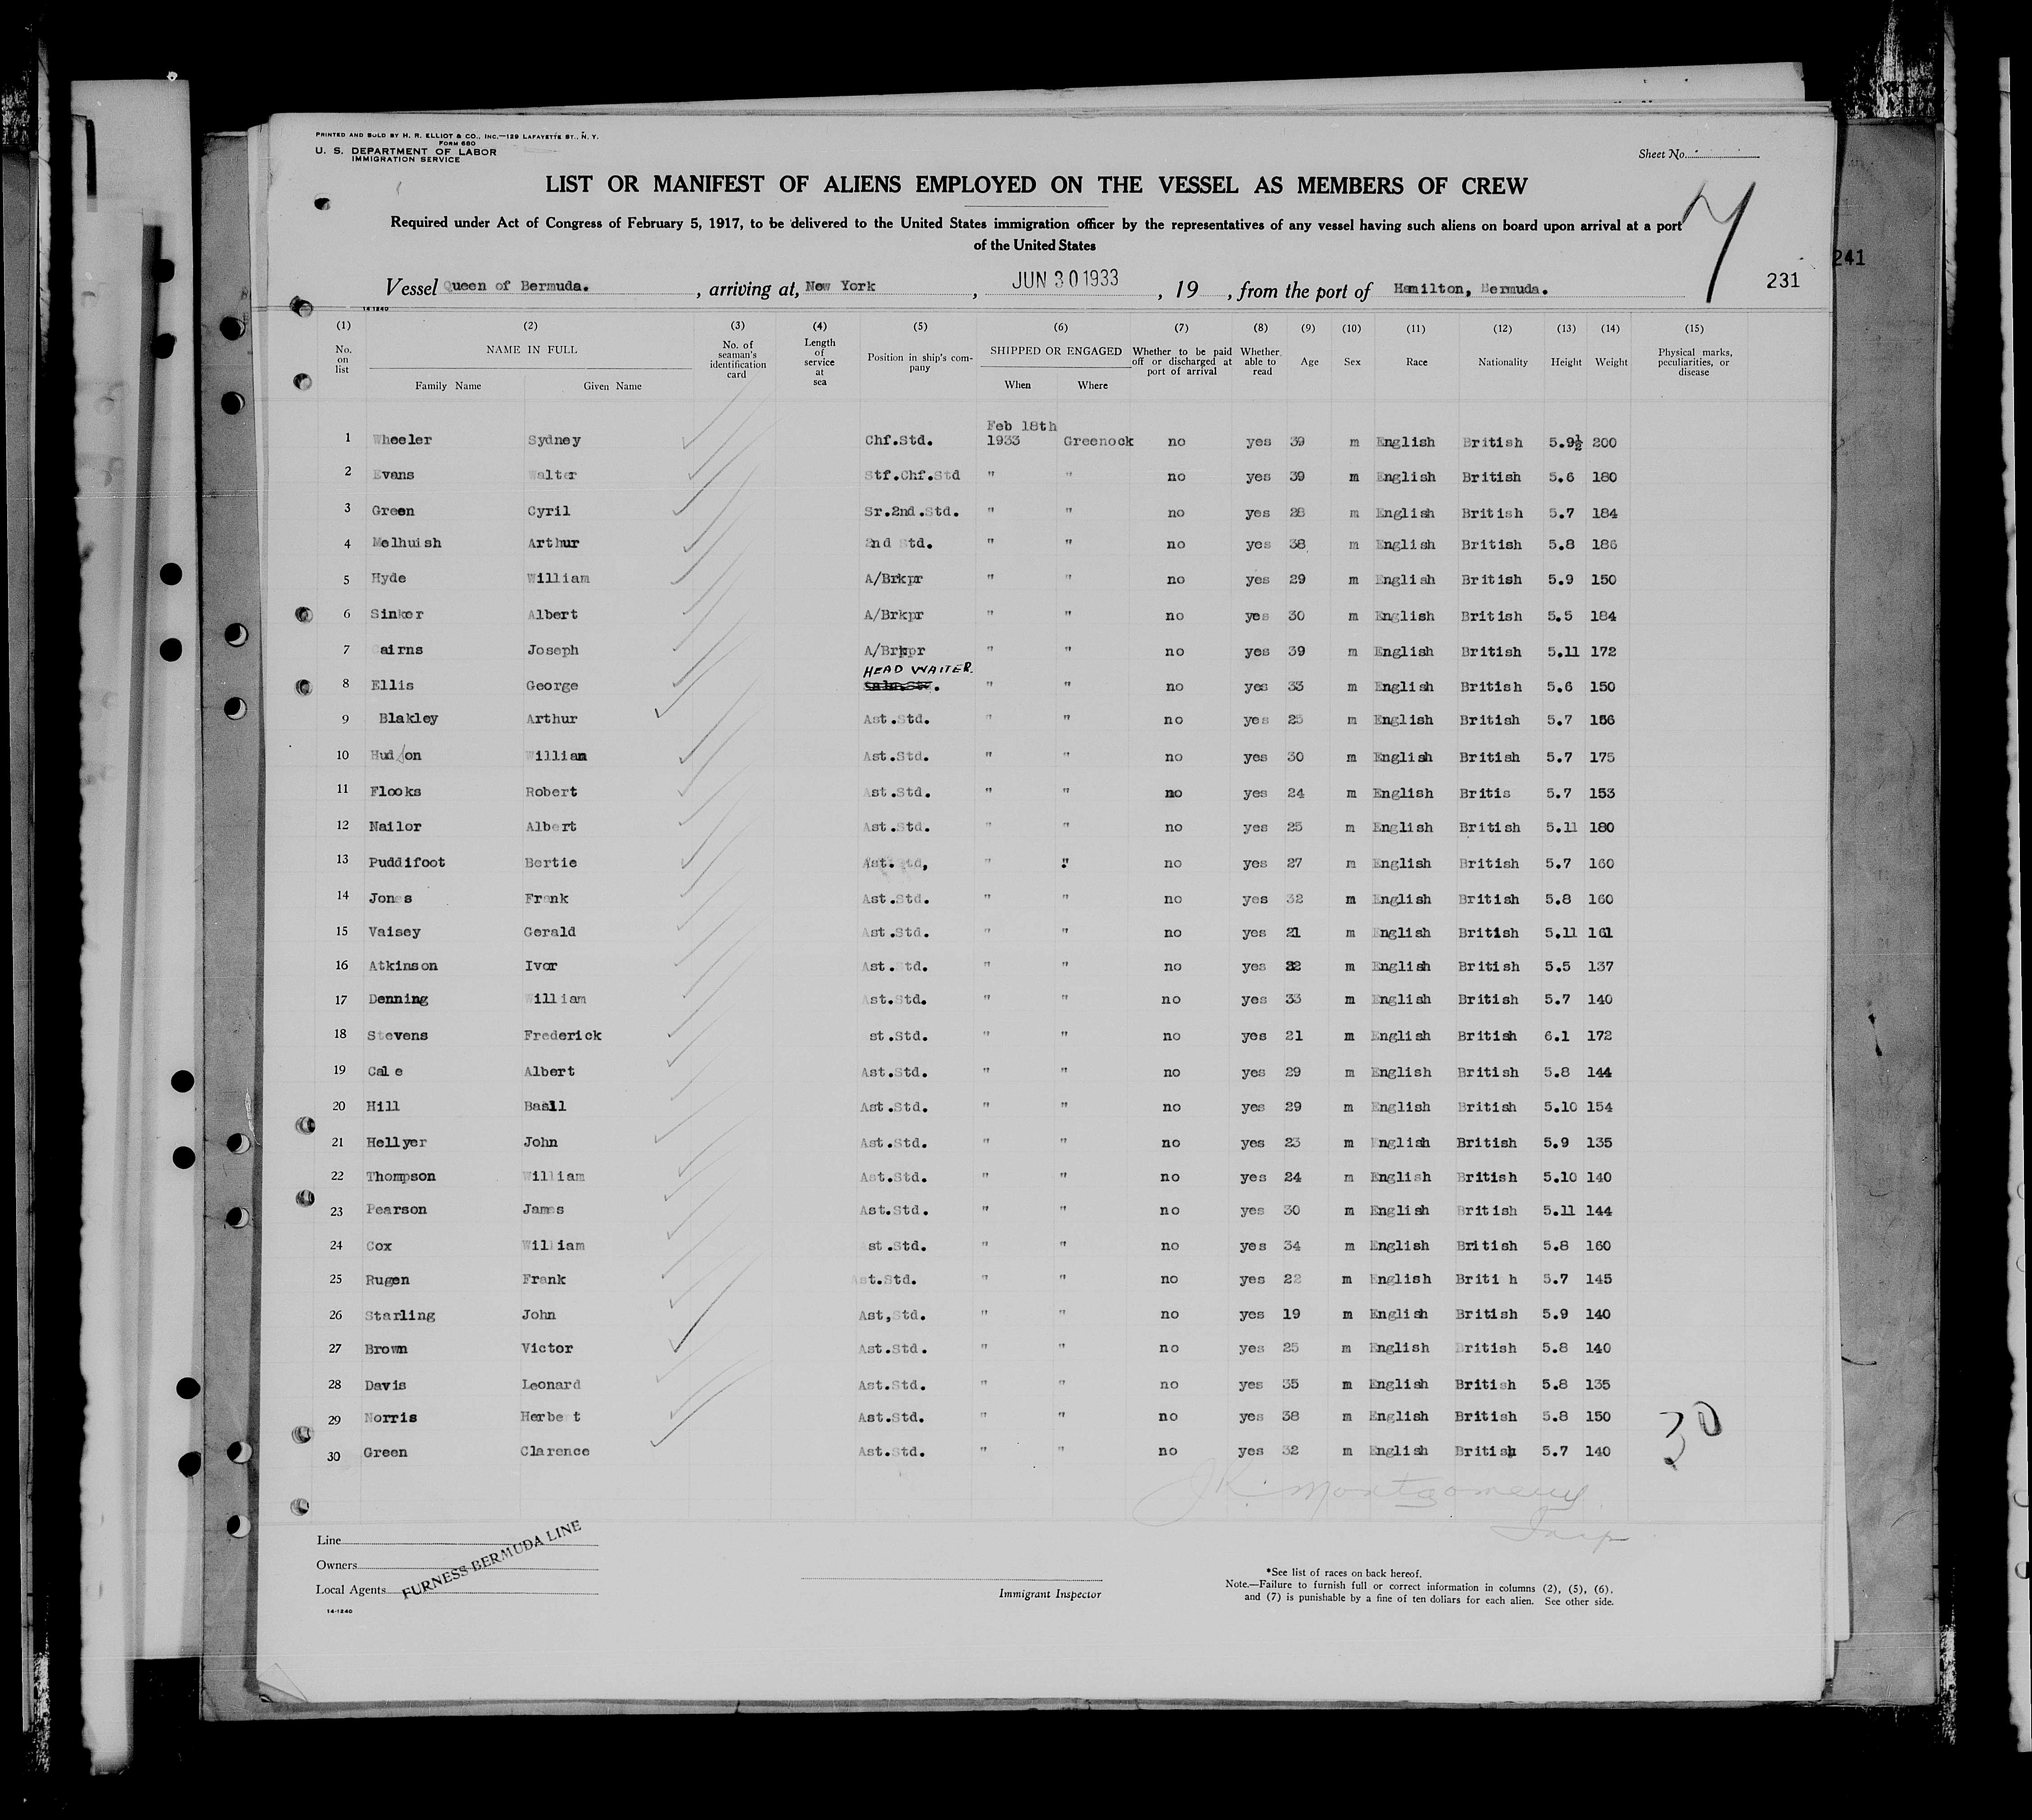 PRINTED AND SOLD BY H. R. ELLIOT & CO., INC.—129 LAFAYETTE ST., N. Y.
FORM 680
U. S. DEPARTMENT OF LABOR
IMMIGRATION SERVICE
Sheet No.
LIST OR MANIFEST OF ALIENS EMPLOYED ON THE VESSEL AS MEMBERS OF CREW
Required under Act of Congress of February 5, 1917, to be delivered to the United States immigration officer by the representatives of any vessel having such aliens on board upon arrival at a port
of the United States
7
241
231
Vessel Queen of Bermuda. , arriving at, New York , JUN 30 1933 , 19 , from the port of Hamilton, Bermuda.
14-1240
(1) (2) (3) (4) (5) (6) (7) (8) (9) (10) (11) (12) (13) (14) (15)
No. on list NAME IN FULL Family Name Given Name No. of seaman's identification card Length of service at sea Position in ship's company SHIPPED OR ENGAGED When Where Whether to be paid off or discharged at port of arrival Whether able to read Age Sex Race Nationality Height Weight Physical marks, peculiarities, or disease
Feb 18th
1 Wheeler Sydney Chf.Std. 1933 Greenock no yes 39 m English British 5.9½ 200
2 Evans Walter Stf.Chf.Std " " no yes 39 m English British 5.6 180
3 Green Cyril Sr.2nd.Std. " " no yes 28 m English British 5.7 184
4 Melhuish Arthur 2nd Std. " " no yes 38 m English British 5.8 186
5 Hyde William A/Brkpr " " no yes 29 m English British 5.9 150
6 Sinker Albert A/Brkpr " " no yes 30 m English British 5.5 184
7 Cairns Joseph A/Brkpr " " no yes 39 m English British 5.11 172
HEAD WAITER.
8 Ellis George " " no yes 33 m English British 5.6 150
9 Blakley Arthur Ast.Std. " " no yes 25 m English British 5.7 156
10 Hudson William Ast.Std. " " no yes 30 m English British 5.7 175
11 Flooks Robert Ast.Std. " " no yes 24 m English Britis 5.7 153
12 Nailor Albert Ast.Std. " " no yes 25 m English British 5.11 180
13 Puddifoot Bertie Ast.Std, " " no yes 27 m English British 5.7 160
14 Jones Frank Ast.Std. " " no yes 32 m English British 5.8 160
15 Vaisey Gerald Ast.Std. " " no yes 21 m English British 5.11 161
16 Atkinson Ivor Ast.Std. " " no yes 22 m English British 5.5 137
17 Denning William Ast.Std. " " no yes 33 m English British 5.7 140
18 Stevens Frederick st.Std. " " no yes 21 m English British 6.1 172
19 Cal e Albert Ast.Std. " " no yes 29 m English British 5.8 144
20 Hill Basil Ast.Std. " " no yes 29 m English British 5.10 154
21 Hellyer John Ast.Std. " " no yes 23 m English British 5.9 135
22 Thompson William Ast.Std. " " no yes 24 m English British 5.10 140
23 Pearson James Ast.Std. " " no yes 30 m English British 5.11 144
24 Cox William Ast.Std. " " no yes 34 m English British 5.8 160
25 Rugen Frank Ast.Std. " " no yes 22 m English Briti h 5.7 145
26 Starling John Ast,Std. " " no yes 19 m English British 5.9 140
27 Brown Victor Ast.Std. " " no yes 25 m English British 5.8 140
28 Davis Leonard Ast.Std. " " no yes 35 m English British 5.8 135
29 Norris Herbert Ast.Std. " " no yes 38 m English British 5.8 150
30 Green Clarence Ast.Std. " " no yes 32 m English British 5.7 140
30
J.K. Montgomery
Insp
Line
Owners
Local Agents
FURNESS BERMUDA LINE
14-1240
Immigrant Inspector
*See list of races on back hereof.
Note.—Failure to furnish full or correct information in columns (2), (5), (6).
and (7) is punishable by a fine of ten dollars for each alien. See other side.